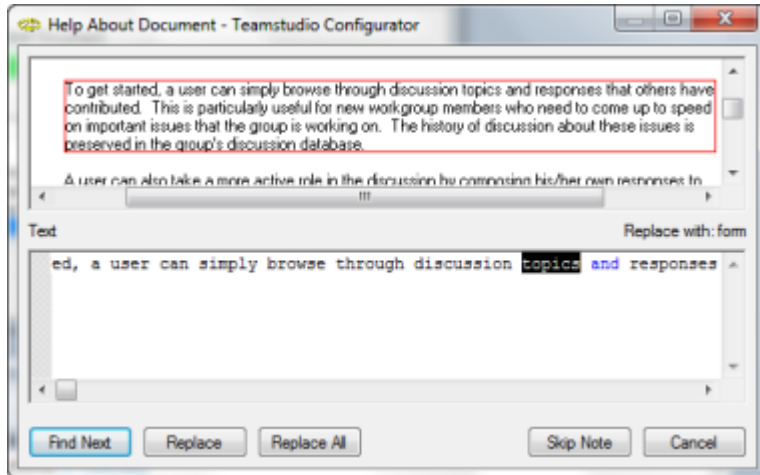 Help About Document - Teamstudio Configurator
To get started, a user can simply browse through discussion topics and responses that others have
contributed. This is particularly useful for new workgroup members who need to come up to speed
on important issues that the group is working on. The history of discussion about these issues is
preserved in the group's discussion database.
A user can also take a more active role in the discussion by composing his/her own responses to
Text Replace with: form
ed, a user can simply browse through discussion topics and responses
Find Next Replace Replace All Skip Note Cancel